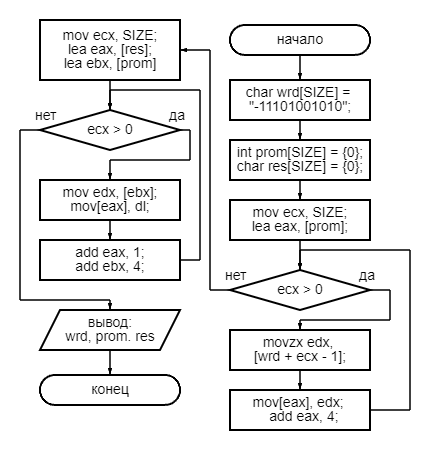 начало
char wrd[SIZE] =
"-11101001010";
int prom[SIZE] = {0};
char res[SIZE] = {0};
mov ecx, SIZE;
lea eax, [prom];
нет
да
ecx > 0
movzx edx,
[wrd + ecx - 1];
mov[eax], edx;
add eax, 4;
mov ecx, SIZE;
lea eax, [res];
lea ebx, [prom]
нет
да
ecx > 0
mov edx, [ebx];
mov[eax], dl;
add eax, 1;
add ebx, 4;
вывод:
wrd, prom. res
конец